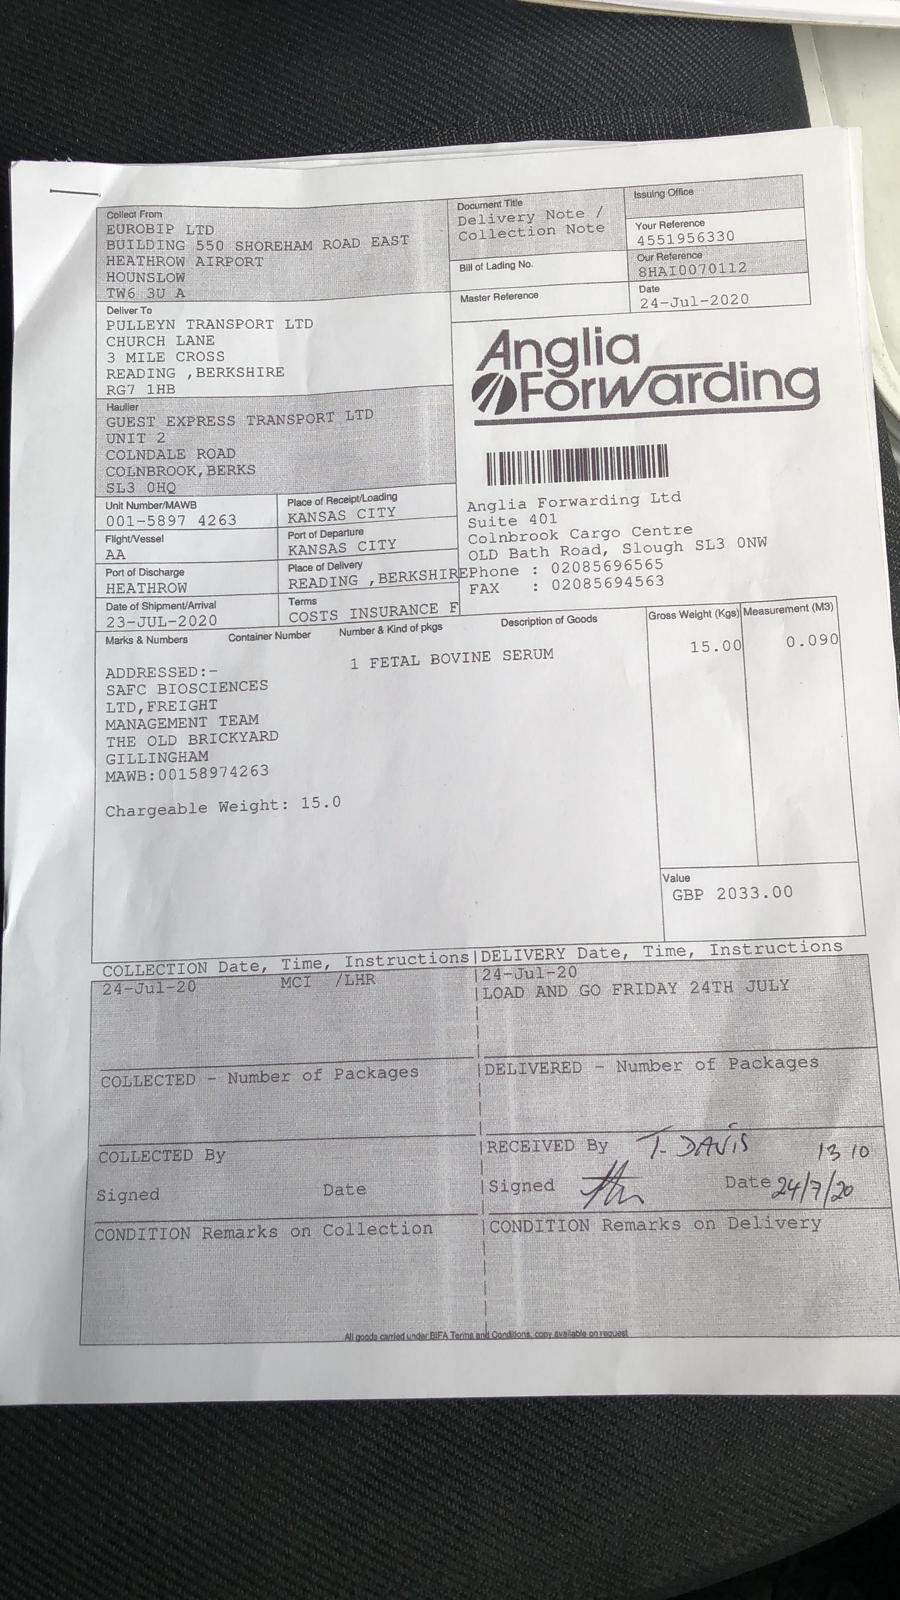 Collect From
EUROBIP LTD
BUILDING 550 SHOREHAM ROAD EAST
HEATHROW AIRPORT
HOUNSLOW
TW6 3U A
Document Title
Delivery Note /
Collection Note
Issuing Office
Your Reference
4551956330
Bill of Lading No.
Our Reference
8HAI0070112
Master Reference
Date
24-Jul-2020
Deliver To
PULLEYN TRANSPORT LTD
CHURCH LANE
3 MILE CROSS
READING ,BERKSHIRE
RG7 1HB
Anglia
Forwarding
Haulier
GUEST EXPRESS TRANSPORT LTD
UNIT 2
COLNDALE ROAD
COLNBROOK,BERKS
SL3 0HQ
Unit Number/MAWB
001-5897 4263
Place of Receipt/Loading
KANSAS CITY
Flight/Vessel
AA
Port of Departure
KANSAS CITY
Port of Discharge
HEATHROW
Place of Delivery
READING ,BERKSHIRE
Date of Shipment/Arrival
23-JUL-2020
Terms
COSTS INSURANCE F
Anglia Forwarding Ltd
Suite 401
Colnbrook Cargo Centre
OLD Bath Road, Slough SL3 0NW
Phone : 02085696565
FAX : 02085694563
Marks & Numbers Container Number Number & Kind of pkgs Description of Goods Gross Weight (Kgs) Measurement (M3)
1 FETAL BOVINE SERUM 15.00 0.090
ADDRESSED:-
SAFC BIOSCIENCES
LTD,FREIGHT
MANAGEMENT TEAM
THE OLD BRICKYARD
GILLINGHAM
MAWB:00158974263
Chargeable Weight: 15.0
Value
GBP 2033.00
COLLECTION Date, Time, Instructions
24-Jul-20 MCI /LHR
DELIVERY Date, Time, Instructions
24-Jul-20
LOAD AND GO FRIDAY 24TH JULY
COLLECTED - Number of Packages
DELIVERED - Number of Packages
COLLECTED By
RECEIVED By T. DAVIS 13 10
Signed Date
Signed Date 24/7/20
CONDITION Remarks on Collection
CONDITION Remarks on Delivery
All goods carried under BIFA Terms and Conditions, copy available on request